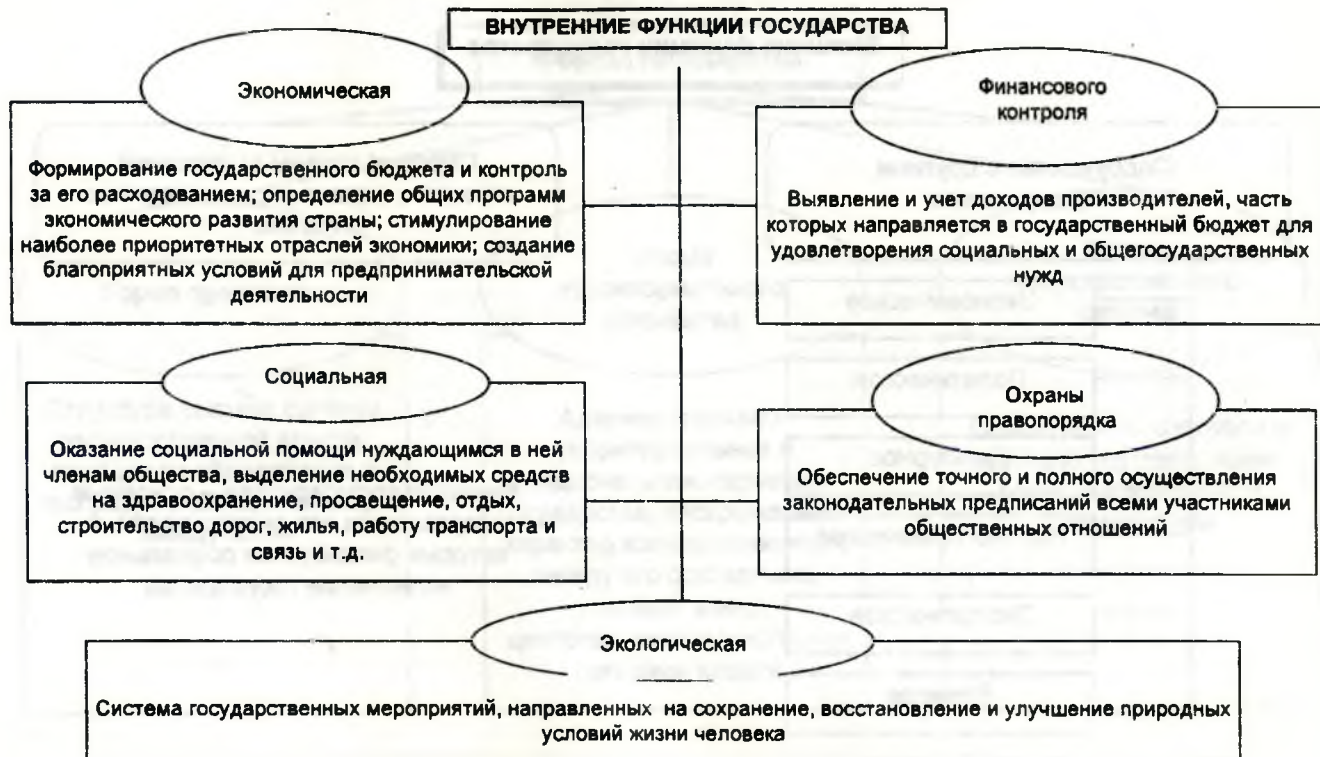 ВНУТРЕННИЕ ФУНКЦИИ ГОСУДАРСТВА
Экономическая
Формирование государственного бюджета и контроль
за его расходованием; определение общих программ
экономического развития страны; стимулирование
наиболее приоритетных отраслей экономики; создание
благоприятных условий для предпринимательской
деятельности
Финансового
контроля
Выявление и учет доходов производителей, часть
которых направляется в государственный бюджет для
удовлетворения социальных и общегосударственных
нужд
Социальная
Оказание социальной помощи нуждающимся в ней
членам общества, выделение необходимых средств
на здравоохранение, просвещение, отдых,
строительство дорог, жилья, работу транспорта и
связь и т.д.
Охраны
правопорядка
Обеспечение точного и полного осуществления
законодательных предписаний всеми участниками
общественных отношений
Экологическая
Система государственных мероприятий, направленных на сохранение, восстановление и улучшение природных
условий жизни человека